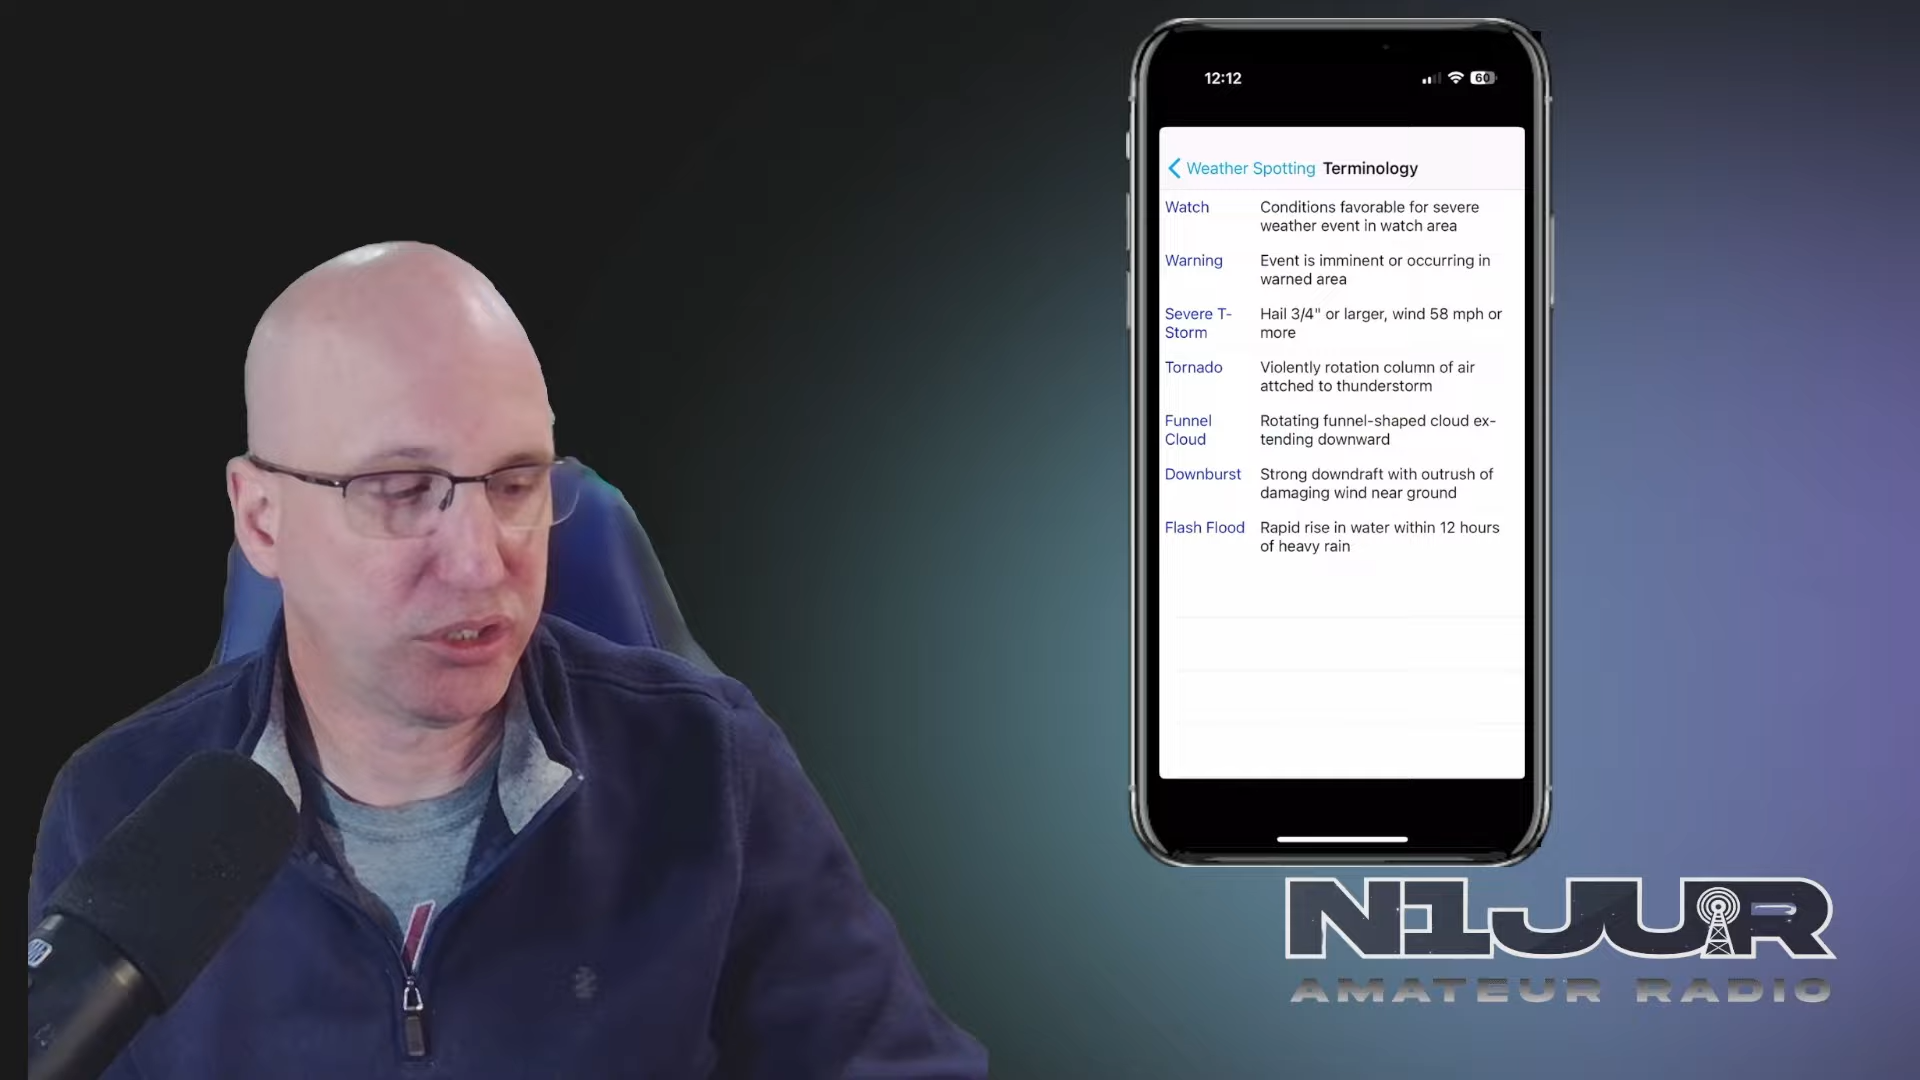 12:12
60
Weather Spotting Terminology
Watch Conditions favorable for severe
weather event in watch area
Warning Event is imminent or occurring in
warned area
Severe T- Hail 3/4" or larger, wind 58 mph or
Storm more
Tornado Violently rotation column of air
attched to thunderstorm
Funnel Rotating funnel-shaped cloud ex-
Cloud tending downward
Downburst Strong downdraft with outrush of
damaging wind near ground
Flash Flood Rapid rise in water within 12 hours
of heavy rain
N1JUR
AMATEUR RADIO